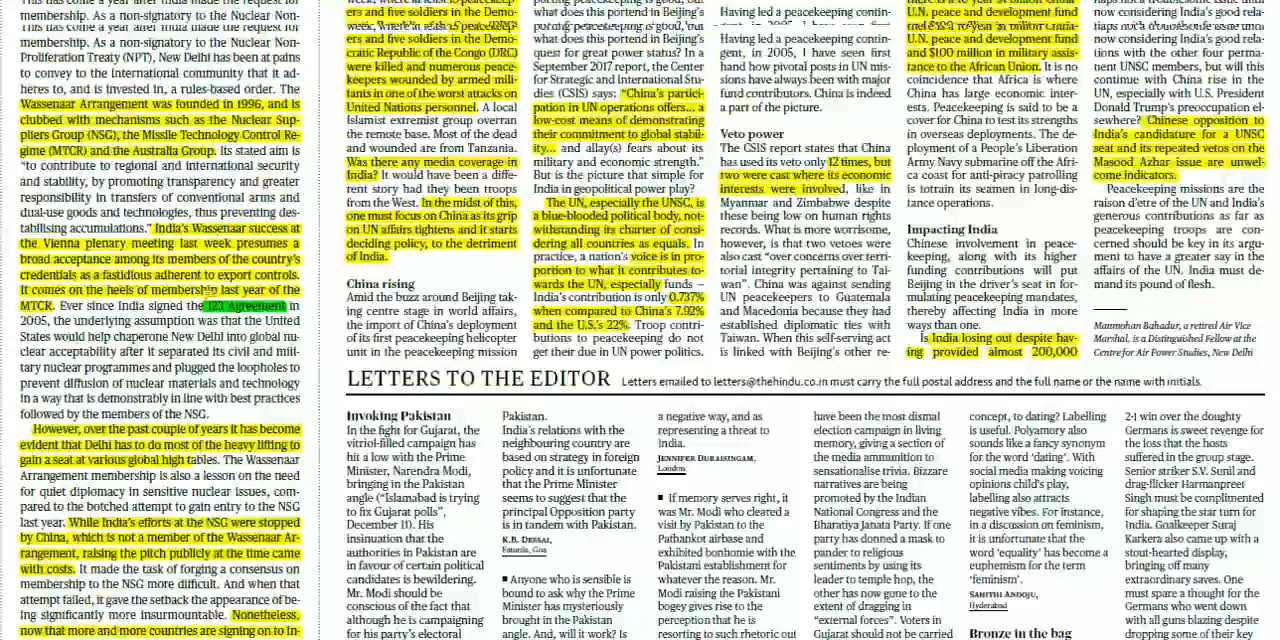 This has come a year after India made the request for
membership. As a non-signatory to the Nuclear Non-
This has come a year after India made the request for
membership. As a non-signatory to the Nuclear Non-
Proliferation Treaty (NPT), New Delhi has been at pains
to convey to the international community that it ad-
heres to, and is invested in, a rules-based order. The
Wassenaar Arrangement was founded in 1996, and is
clubbed with mechanisms such as the Nuclear Sup-
pliers Group (NSG), the Missile Technology Control Re-
gime (MTCR) and the Australia Group. Its stated aim is
“to contribute to regional and international security
and stability, by promoting transparency and greater
responsibility in transfers of conventional arms and
dual-use goods and technologies, thus preventing des-
tabilising accumulations.” India's Wassenaar success at
the Vienna plenary meeting last week presumes a
broad acceptance among its members of the country's
credentials as a fastidious adherent to export controls.
It comes on the heels of membership last year of the
MTCR. Ever since India signed the 123 Agreement in
2005, the underlying assumption was that the United
States would help chaperone New Delhi into global nu-
clear acceptability after it separated its civil and mili-
tary nuclear programmes and plugged the loopholes to
prevent diffusion of nuclear materials and technology
in a way that is demonstrably in line with best practices
followed by the members of the NSG.
However, over the past couple of years it has become
evident that Delhi has to do most of the heavy lifting to
gain a seat at various global high tables. The Wassenaar
Arrangement membership is also a lesson on the need
for quiet diplomacy in sensitive nuclear issues, com-
pared to the botched attempt to gain entry to the NSG
last year. While India's efforts at the NSG were stopped
by China, which is not a member of the Wassenaar Ar-
rangement, raising the pitch publicly at the time came
with costs. It made the task of forging a consensus on
membership to the NSG more difficult. And when that
attempt failed, it gave the setback the appearance of be-
ing significantly more insurmountable. Nonetheless,
now that more and more countries are signing on to In-
ers and five soldiers in the Demo-
ers and five soldiers in the Demo-
cratic Republic of the Congo (DRC)
were killed and numerous peace-
keepers wounded by armed mili-
tants in one of the worst attacks on
United Nations personnel. A local
Islamist extremist group overran
the remote base. Most of the dead
and wounded are from Tanzania.
Was there any media coverage in
India? It would have been a diffe-
rent story had they been troops
from the West. In the midst of this,
one must focus on China as its grip
on UN affairs tightens and it starts
deciding policy, to the detriment
of India.
China rising
Amid the buzz around Beijing tak-
ing centre stage in world affairs,
the import of China's deployment
of its first peacekeeping helicopter
unit in the peacekeeping mission
what does this portend in Beijing's
what does this portend in Beijing's
quest for great power status? In a
September 2017 report, the Center
for Strategic and International Stu-
dies (CSIS) says: “China's partici-
pation in UN operations offers... a
low-cost means of demonstrating
their commitment to global stabil-
ity... and allay(s) fears about its
military and economic strength.”
But is the picture that simple for
India in geopolitical power play?
The UN, especially the UNSC, is
a blue-blooded political body, not-
withstanding its charter of consi-
dering all countries as equals. In
practice, a nation's voice is in pro-
portion to what it contributes to-
wards the UN, especially funds –
India's contribution is only 0.737%
when compared to China's 7.92%
and the U.S.'s 22%. Troop contri-
butions to peacekeeping do not
get their due in UN power politics.
Having led a peacekeeping contin-
Having led a peacekeeping contin-
gent, in 2005, I have seen first
hand how pivotal posts in UN mis-
sions have always been with major
fund contributors. China is indeed
a part of the picture.
Veto power
The CSIS report states that China
has used its veto only 12 times, but
two were cast where its economic
interests were involved, like in
Myanmar and Zimbabwe despite
these being low on human rights
records. What is more worrisome,
however, is that two vetoes were
also cast “over concerns over terri-
torial integrity pertaining to Tai-
wan”. China was against sending
UN peacekeepers to Guatemala
and Macedonia because they had
established diplomatic ties with
Taiwan. When this self-serving act
is linked with Beijing's other re-
U.N. peace and development fund
U.N. peace and development fund
and $100 million in military assis-
tance to the African Union. It is no
coincidence that Africa is where
China has large economic inter-
ests. Peacekeeping is said to be a
cover for China to test its strengths
in overseas deployments. The de-
ployment of a People's Liberation
Army Navy submarine off the Afri-
ca coast for anti-piracy patrolling
is totrain its seamen in long-dis-
tance operations.
Impacting India
Chinese involvement in peace-
keeping, along with its higher
funding contributions will put
Beijing in the driver's seat in for-
mulating peacekeeping mandates,
thereby affecting India in more
ways than one.
Is India losing out despite hav-
ing provided almost 200,000
now considering India's good rela-
now considering India's good rela-
tions with the other four perma-
nent UNSC members, but will this
continue with China rise in the
UN, especially with U.S. President
Donald Trump's preoccupation el-
sewhere? Chinese opposition to
India's candidature for a UNSC
seat and its repeated vetos on the
Masood Azhar issue are unwel-
come indicators.
Peacekeeping missions are the
raison d'etre of the UN and India's
generous contributions as far as
peacekeeping troops are con-
cerned should be key in its argu-
ment to have a greater say in the
affairs of the UN. India must de-
mand its pound of flesh.
Manmohan Bahadur, a retired Air Vice
Marshal, is a Distinguished Fellow at the
Centre for Air Power Studies, New Delhi
LETTERS TO THE EDITOR Letters emailed to letters@thehindu.co.in must carry the full postal address and the full name or the name with initials.
Invoking Pakistan
In the fight for Gujarat, the
vitriol-filled campaign has
hit a low with the Prime
Minister, Narendra Modi,
bringing in the Pakistan
angle (“Islamabad is trying
to fix Gujarat polls”,
December 11). His
insinuation that the
authorities in Pakistan are
in favour of certain political
candidates is bewildering.
Mr. Modi should be
conscious of the fact that
although he is campaigning
for his party's electoral
Pakistan.
India's relations with the
neighbouring country are
based on strategy in foreign
policy and it is unfortunate
that the Prime Minister
seems to suggest that the
principal Opposition party
is in tandem with Pakistan.
K.B. DESSAI,
Fatorda, Goa
■ Anyone who is sensible is
bound to ask why the Prime
Minister has mysteriously
brought in the Pakistan
angle. And, will it work? Is
a negative way, and as
representing a threat to
India.
JENNIFER DURAISINGAM,
London
■ If memory serves right, it
was Mr. Modi who cleared a
visit by Pakistan to the
Pathankot airbase and
exhibited bonhomie with the
Pakistani establishment for
whatever the reason. Mr.
Modi raising the Pakistani
bogey gives rise to the
perception that he is
resorting to such rhetoric out
have been the most dismal
election campaign in living
memory, giving a section of
the media ammunition to
sensationalise trivia. Bizarre
narratives are being
promoted by the Indian
National Congress and the
Bharatiya Janata Party. If one
party has donned a mask to
pander to religious
sentiments by using its
leader to temple hop, the
other has now gone to the
extent of dragging in
“external forces”. Voters in
Gujarat should not be carried
concept, to dating? Labelling
is useful. Polyamory also
sounds like a fancy synonym
for the word ‘dating’. With
social media making voicing
opinions child's play,
labelling also attracts
negative vibes. For instance,
in a discussion on feminism,
it is unfortunate that the
word ‘equality’ has become a
euphemism for the term
‘feminism’.
SAHITHI ANDOJU,
Hyderabad
Bronze in the bag
2-1 win over the doughty
Germans is sweet revenge for
the loss that the hosts
suffered in the group stage.
Senior striker S.V. Sunil and
drag-flicker Harmanpreet
Singh must be complimented
for shaping the star turn for
India. Goalkeeper Suraj
Karkera also came up with a
stout-hearted display,
bringing off many
extraordinary saves. One
must spare a thought for the
Germans who went down
with all guns blazing despite
dropping some of their key